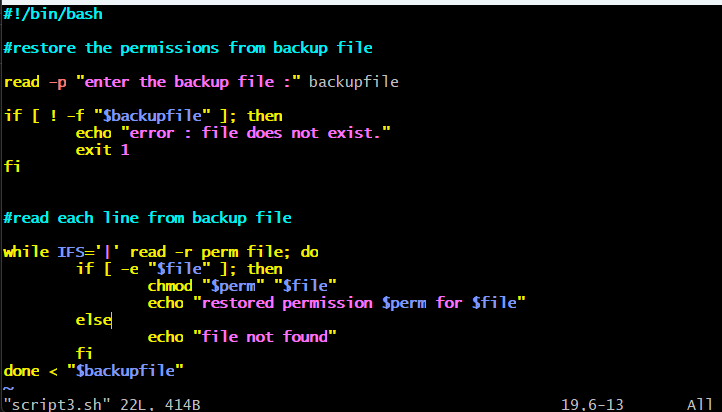 #!/bin/bash
#restore the permissions from backup file
read -p "enter the backup file :" backupfile
if [ ! -f "$backupfile" ]; then
echo "error : file does not exist."
exit 1
fi
#read each line from backup file
while IFS='|' read -r perm file; do
if [ -e "$file" ]; then
chmod "$perm" "$file"
echo "restored permission $perm for $file"
else
echo "file not found"
fi
done < "$backupfile"
~
"script3.sh" 22L, 414B 19,6-13 All